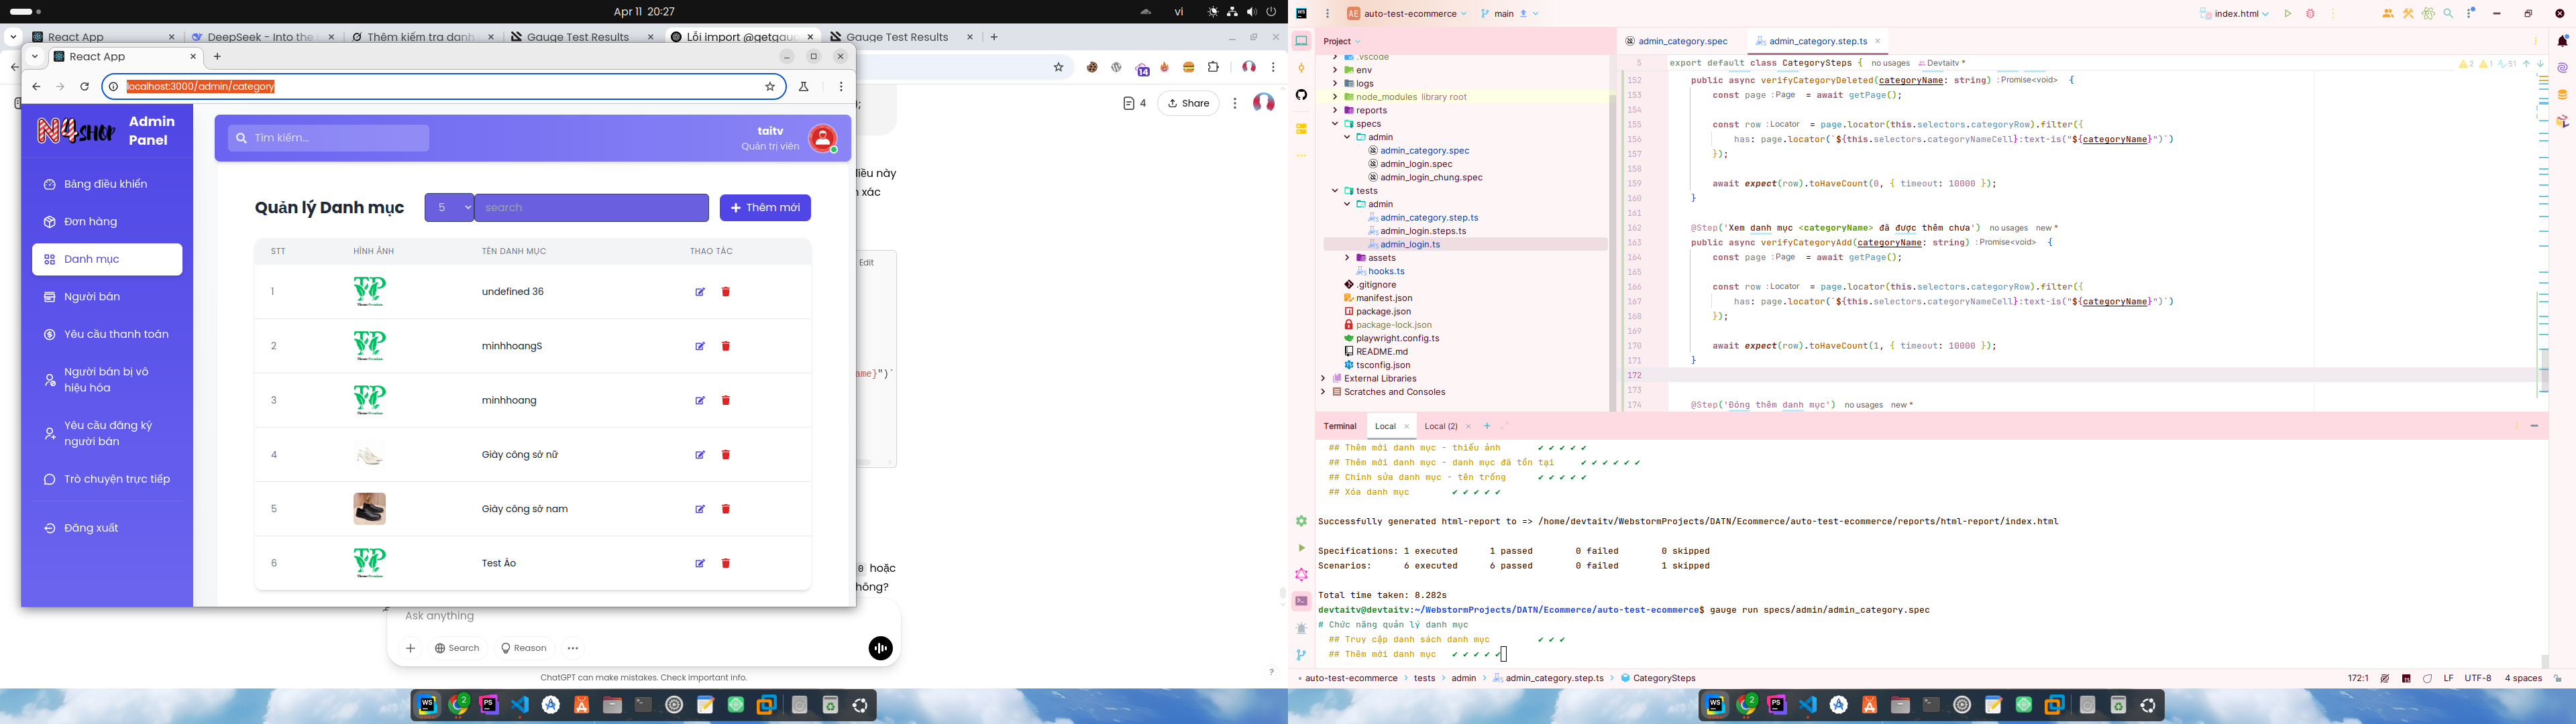 Apr 11 20:27
vi
React App
DeepSeek - Into the
Thêm kiểm tra danh
Gauge Test Results
Lỗi import @getgau
Gauge Test Results
React App
localhost:3000/admin/category
14
4
Share
N4 SHOP
Admin Panel
Bảng điều khiển
Đơn hàng
Danh mục
Người bán
Yêu cầu thanh toán
Người bán bị vô
hiệu hóa
Yêu cầu đăng ký
người bán
Trò chuyện trực tiếp
Đăng xuất
Tìm kiếm...
taitv
Quản trị viên
Quản lý Danh mục
5
search
Thêm mới
STT HÌNH ẢNH TÊN DANH MỤC THAO TÁC
1 TP undefined 36
2 TP minhhoangS
3 TP minhhoang
4 Giày công sở nữ
5 Giày công sở nam
6 TP Test Áo
);
điều này
xác
Edit
ame}")`
0 hoặc
hông?
Ask anything
Search
Reason
ChatGPT can make mistakes. Check important info.
?
WS
AE auto-test-ecommerce
main
index.html
Project
.vscode
env
logs
node_modules library root
reports
specs
admin
admin_category.spec
admin_login.spec
admin_login_chung.spec
tests
admin
admin_category.step.ts
admin_login.steps.ts
admin_login.ts
assets
hooks.ts
.gitignore
manifest.json
package.json
package-lock.json
playwright.config.ts
README.md
tsconfig.json
External Libraries
Scratches and Consoles
admin_category.spec
admin_category.step.ts
2 1 51
5 export default class CategorySteps { no usages Devtaitv *
152 public async verifyCategoryDeleted(categoryName: string) : Promise<void> {
153 const page : Page = await getPage();
154
155 const row : Locator = page.locator(this.selectors.categoryRow).filter({
156 has: page.locator(`${this.selectors.categoryNameCell}:text-is("${categoryName}")`)
157 });
158
159 await expect(row).toHaveCount(0, { timeout: 10000 });
160 }
161
162 @Step('Xem danh mục <categoryName> đã được thêm chưa') no usages new *
163 public async verifyCategoryAdd(categoryName: string) : Promise<void> {
164 const page : Page = await getPage();
165
166 const row : Locator = page.locator(this.selectors.categoryRow).filter({
167 has: page.locator(`${this.selectors.categoryNameCell}:text-is("${categoryName}")`)
168 });
169
170 await expect(row).toHaveCount(1, { timeout: 10000 });
171 }
172
173
174 @Step('Đóng thêm danh mục') no usages new *
Terminal Local Local (2)
## Thêm mới danh mục - thiếu ảnh ✔ ✔ ✔ ✔ ✔
## Thêm mới danh mục - danh mục đã tồn tại ✔ ✔ ✔ ✔ ✔ ✔
## Chỉnh sửa danh mục - tên trống ✔ ✔ ✔ ✔ ✔
## Xóa danh mục ✔ ✔ ✔ ✔ ✔
Successfully generated html-report to => /home/devtaitv/WebstormProjects/DATN/Ecommerce/auto-test-ecommerce/reports/html-report/index.html
Specifications: 1 executed 1 passed 0 failed 0 skipped
Scenarios: 6 executed 6 passed 0 failed 1 skipped
Total time taken: 8.282s
devtaitv@devtaitv:~/WebstormProjects/DATN/Ecommerce/auto-test-ecommerce$ gauge run specs/admin/admin_category.spec
# Chức năng quản lý danh mục
## Truy cập danh sách danh mục ✔ ✔ ✔
## Thêm mới danh mục ✔ ✔ ✔ ✔ ✔
auto-test-ecommerce > tests > admin > admin_category.step.ts > CategorySteps
172:1 LF UTF-8 4 spaces
WS 2 PS
WS 2 PS